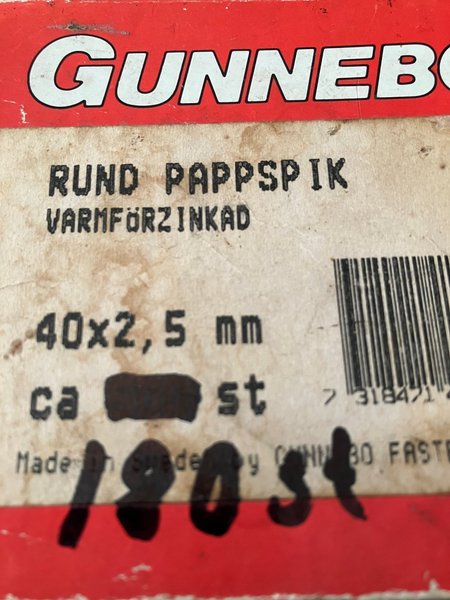 GUNNEBO
RUND PAPPSPIK
VARMFÖRZINKAD
40x2,5 mm
ca st
7 318471
Made in Sweden by GUNNEBO FASTE
180st